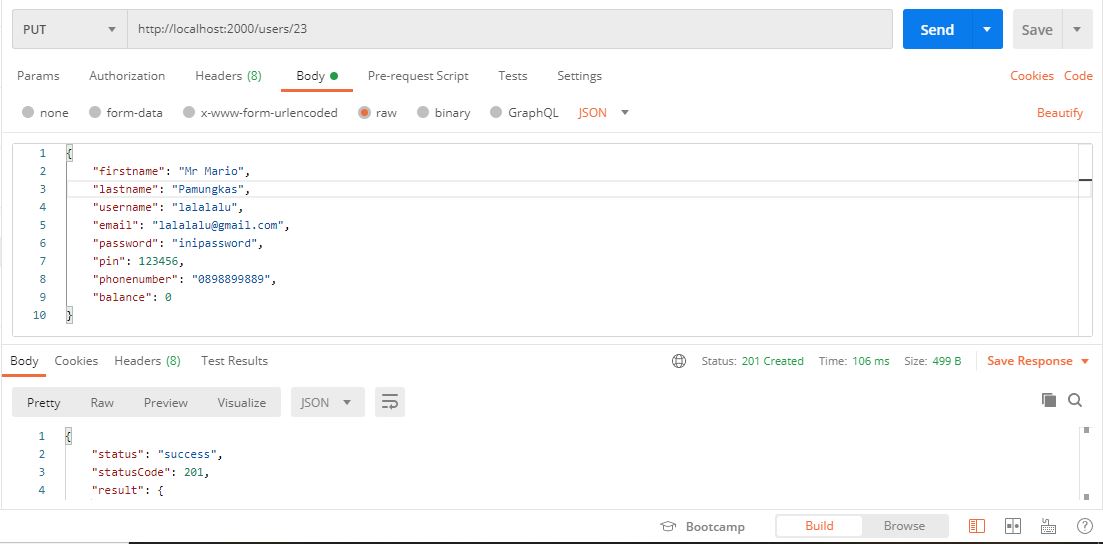 PUT http://localhost:2000/users/23 Send Save
Params Authorization Headers (8) Body Pre-request Script Tests Settings Cookies Code
none form-data x-www-form-urlencoded raw binary GraphQL JSON Beautify
1 {
2 "firstname": "Mr Mario",
3 "lastname": "Pamungkas",
4 "username": "lalalalu",
5 "email": "lalalalu@gmail.com",
6 "password": "inipassword",
7 "pin": 123456,
8 "phonenumber": "0898899889",
9 "balance": 0
10 }
Body Cookies Headers (8) Test Results Status: 201 Created Time: 106 ms Size: 499 B Save Response
Pretty Raw Preview Visualize JSON
1 {
2 "status": "success",
3 "statusCode": 201,
4 "result": {
Bootcamp Build Browse ?